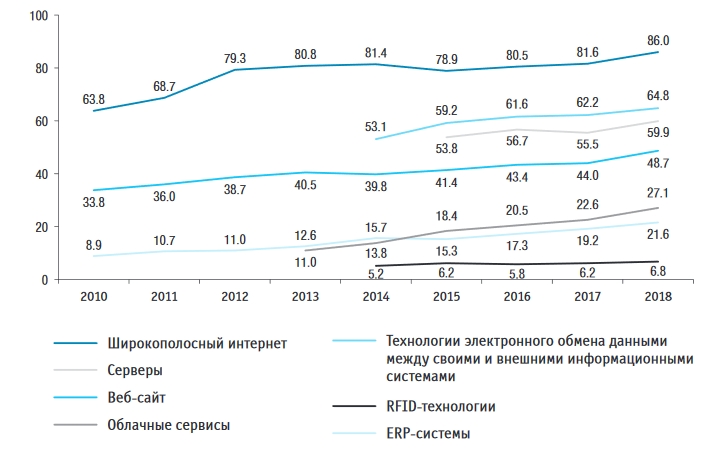 100
80
60
40
20
0
63.8 68.7 79.3 80.8 81.4 78.9 80.5 81.6 86.0
53.1 59.2 61.6 62.2 64.8
53.8 56.7 55.5 59.9
33.8 36.0 38.7 40.5 39.8 41.4 43.4 44.0 48.7
11.0 13.8 18.4 20.5 22.6 27.1
8.9 10.7 11.0 12.6 15.7 15.3 17.3 19.2 21.6
5.2 6.2 5.8 6.2 6.8
2010 2011 2012 2013 2014 2015 2016 2017 2018
Широкополосный интернет
Серверы
Веб-сайт
Облачные сервисы
Технологии электронного обмена данными
между своими и внешними информационными
системами
RFID-технологии
ERP-системы